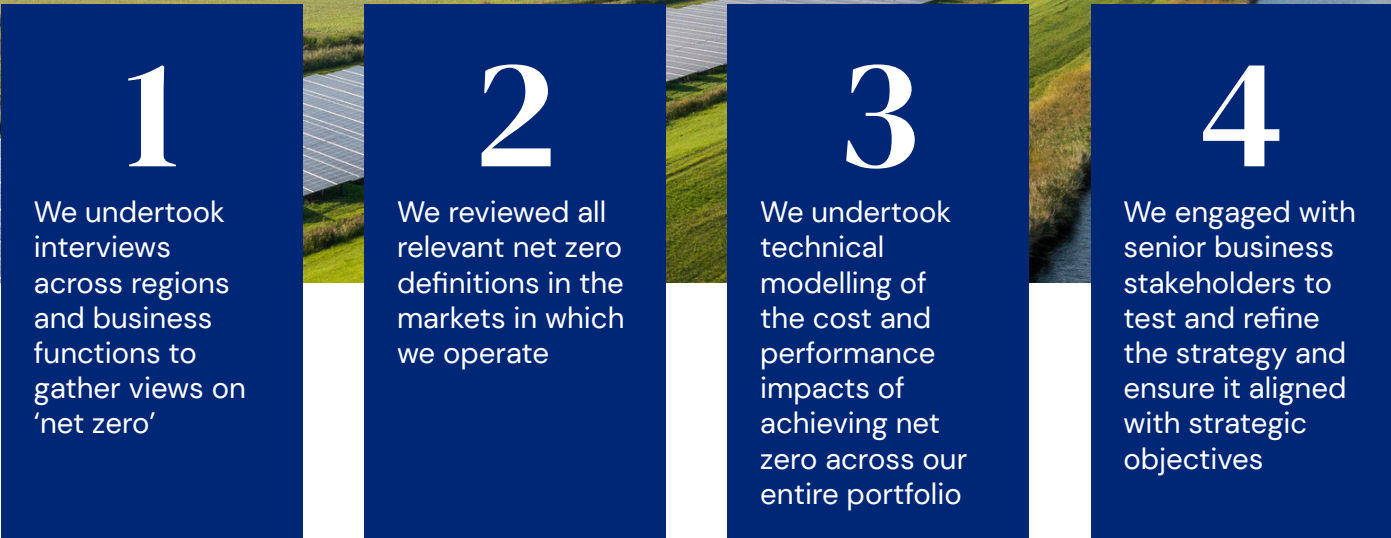 1
We undertook
interviews
across regions
and business
functions to
gather views on
‘net zero’
2
We reviewed all
relevant net zero
definitions in the
markets in which
we operate
3
We undertook
technical
modelling of
the cost and
performance
impacts of
achieving net
zero across our
entire portfolio
4
We engaged with
senior business
stakeholders to
test and refine
the strategy and
ensure it aligned
with strategic
objectives